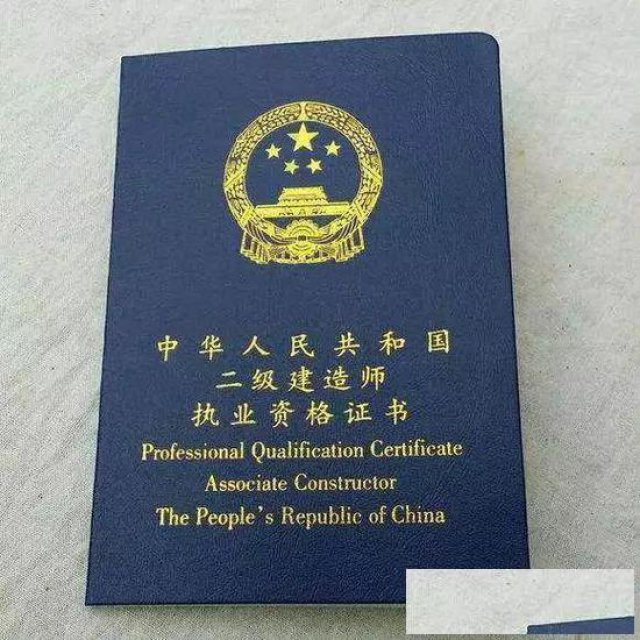 中华人民共和国
二级建造师
执业资格证书
Professional Qualification Certificate
Associate Constructor
The People's Republic of China